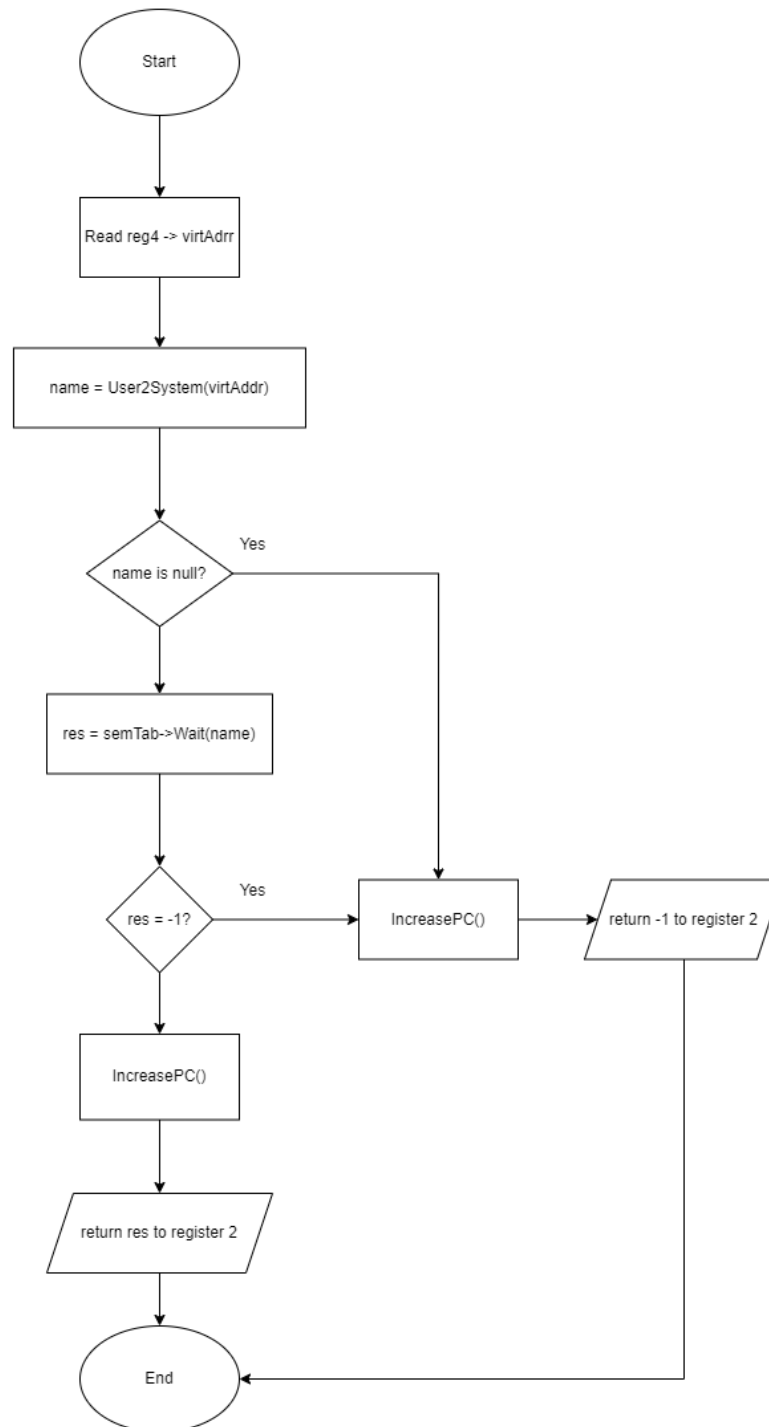 Start
Read reg4 -> virtAdrr
name = User2System(virtAddr)
Yes
name is null?
res = semTab->Wait(name)
Yes
res = -1?
IncreasePC()
return -1 to register 2
IncreasePC()
return res to register 2
End